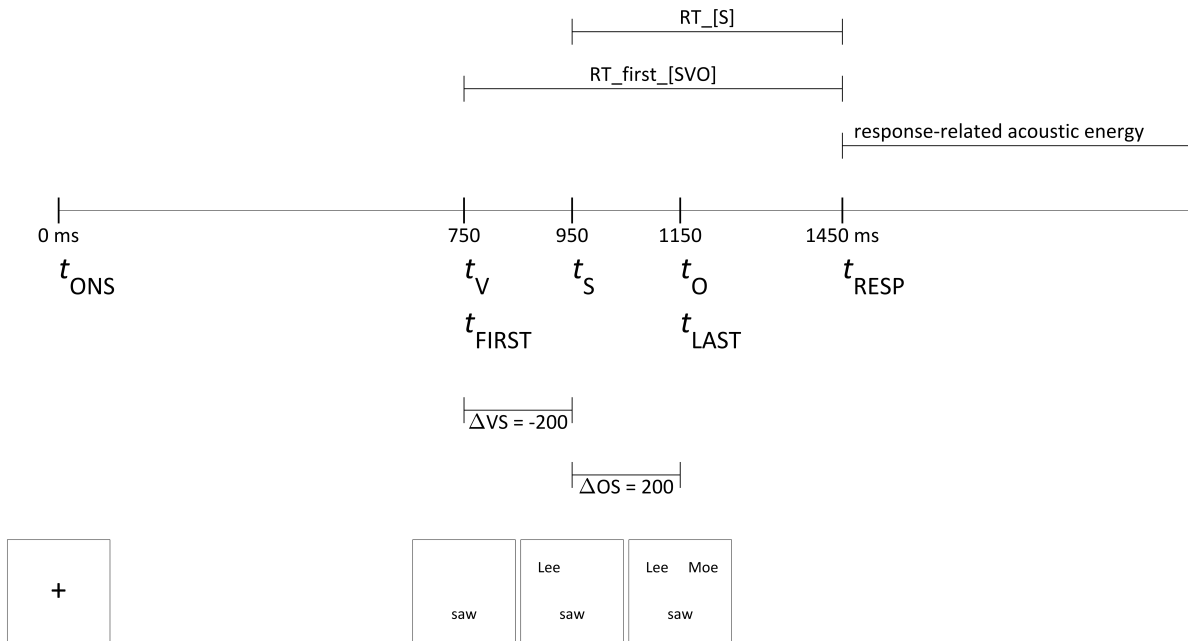 RT_[S]
RT_first_[SVO]
response-related acoustic energy
0 ms 750 950 1150 1450 ms
tONS tV tS tO tRESP
tFIRST tLAST
ΔVS = -200
ΔOS = 200
+
saw
Lee
saw
Lee Moe
saw